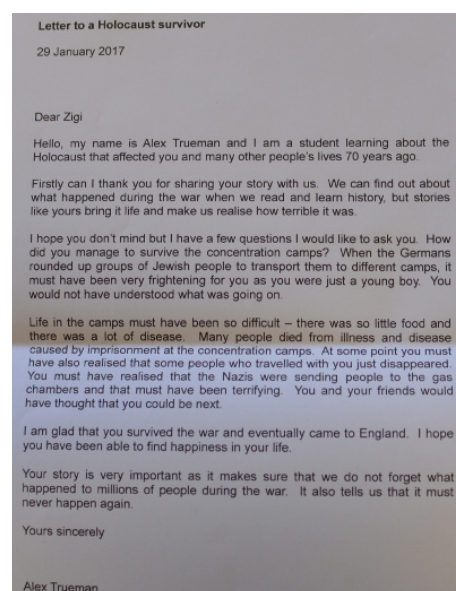 Letter to a Holocaust survivor
29 January 2017
Dear Zigi
Hello, my name is Alex Trueman and I am a student learning about the
Holocaust that affected you and many other people's lives 70 years ago.
Firstly can I thank you for sharing your story with us. We can find out about
what happened during the war when we read and learn history, but stories
like yours bring it life and make us realise how terrible it was.
I hope you don't mind but I have a few questions I would like to ask you. How
did you manage to survive the concentration camps? When the Germans
rounded up groups of Jewish people to transport them to different camps, it
must have been very frightening for you as you were just a young boy. You
would not have understood what was going on.
Life in the camps must have been so difficult – there was so little food and
there was a lot of disease. Many people died from illness and disease
caused by imprisonment at the concentration camps. At some point you must
have also realised that some people who travelled with you just disappeared.
You must have realised that the Nazis were sending people to the gas
chambers and that must have been terrifying. You and your friends would
have thought that you could be next.
I am glad that you survived the war and eventually came to England. I hope
you have been able to find happiness in your life.
Your story is very important as it makes sure that we do not forget what
happened to millions of people during the war. It also tells us that it must
never happen again.
Yours sincerely
Alex Trueman